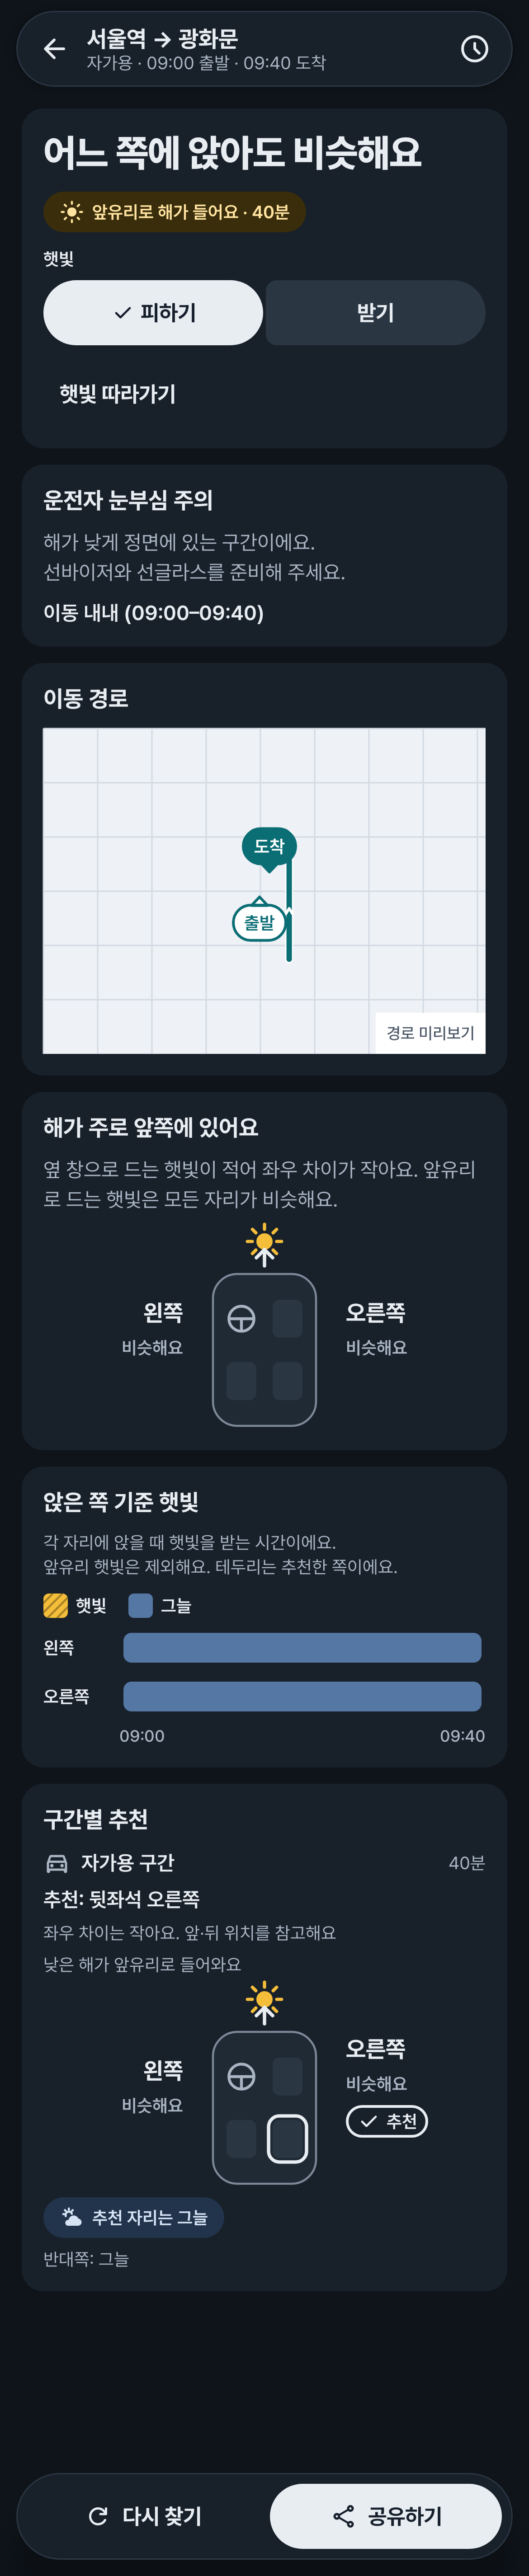 서울역 → 광화문
자가용 · 09:00 출발 · 09:40 도착
어느 쪽에 앉아도 비슷해요
앞유리로 해가 들어요 · 40분
햇빛
피하기
받기
햇빛 따라가기
운전자 눈부심 주의
해가 낮게 정면에 있는 구간이에요.
선바이저와 선글라스를 준비해 주세요.
이동 내내 (09:00–09:40)
이동 경로
도착
출발
경로 미리보기
해가 주로 앞쪽에 있어요
옆 창으로 드는 햇빛이 적어 좌우 차이가 작아요. 앞유리
로 드는 햇빛은 모든 자리가 비슷해요.
왼쪽
비슷해요
오른쪽
비슷해요
앉은 쪽 기준 햇빛
각 자리에 앉을 때 햇빛을 받는 시간이에요.
앞유리 햇빛은 제외해요. 테두리는 추천한 쪽이에요.
햇빛
그늘
왼쪽
오른쪽
09:00
09:40
구간별 추천
자가용 구간
40분
추천: 뒷좌석 오른쪽
좌우 차이는 작아요. 앞·뒤 위치를 참고해요
낮은 해가 앞유리로 들어와요
왼쪽
비슷해요
오른쪽
비슷해요
추천
추천 자리는 그늘
반대쪽: 그늘
다시 찾기
공유하기